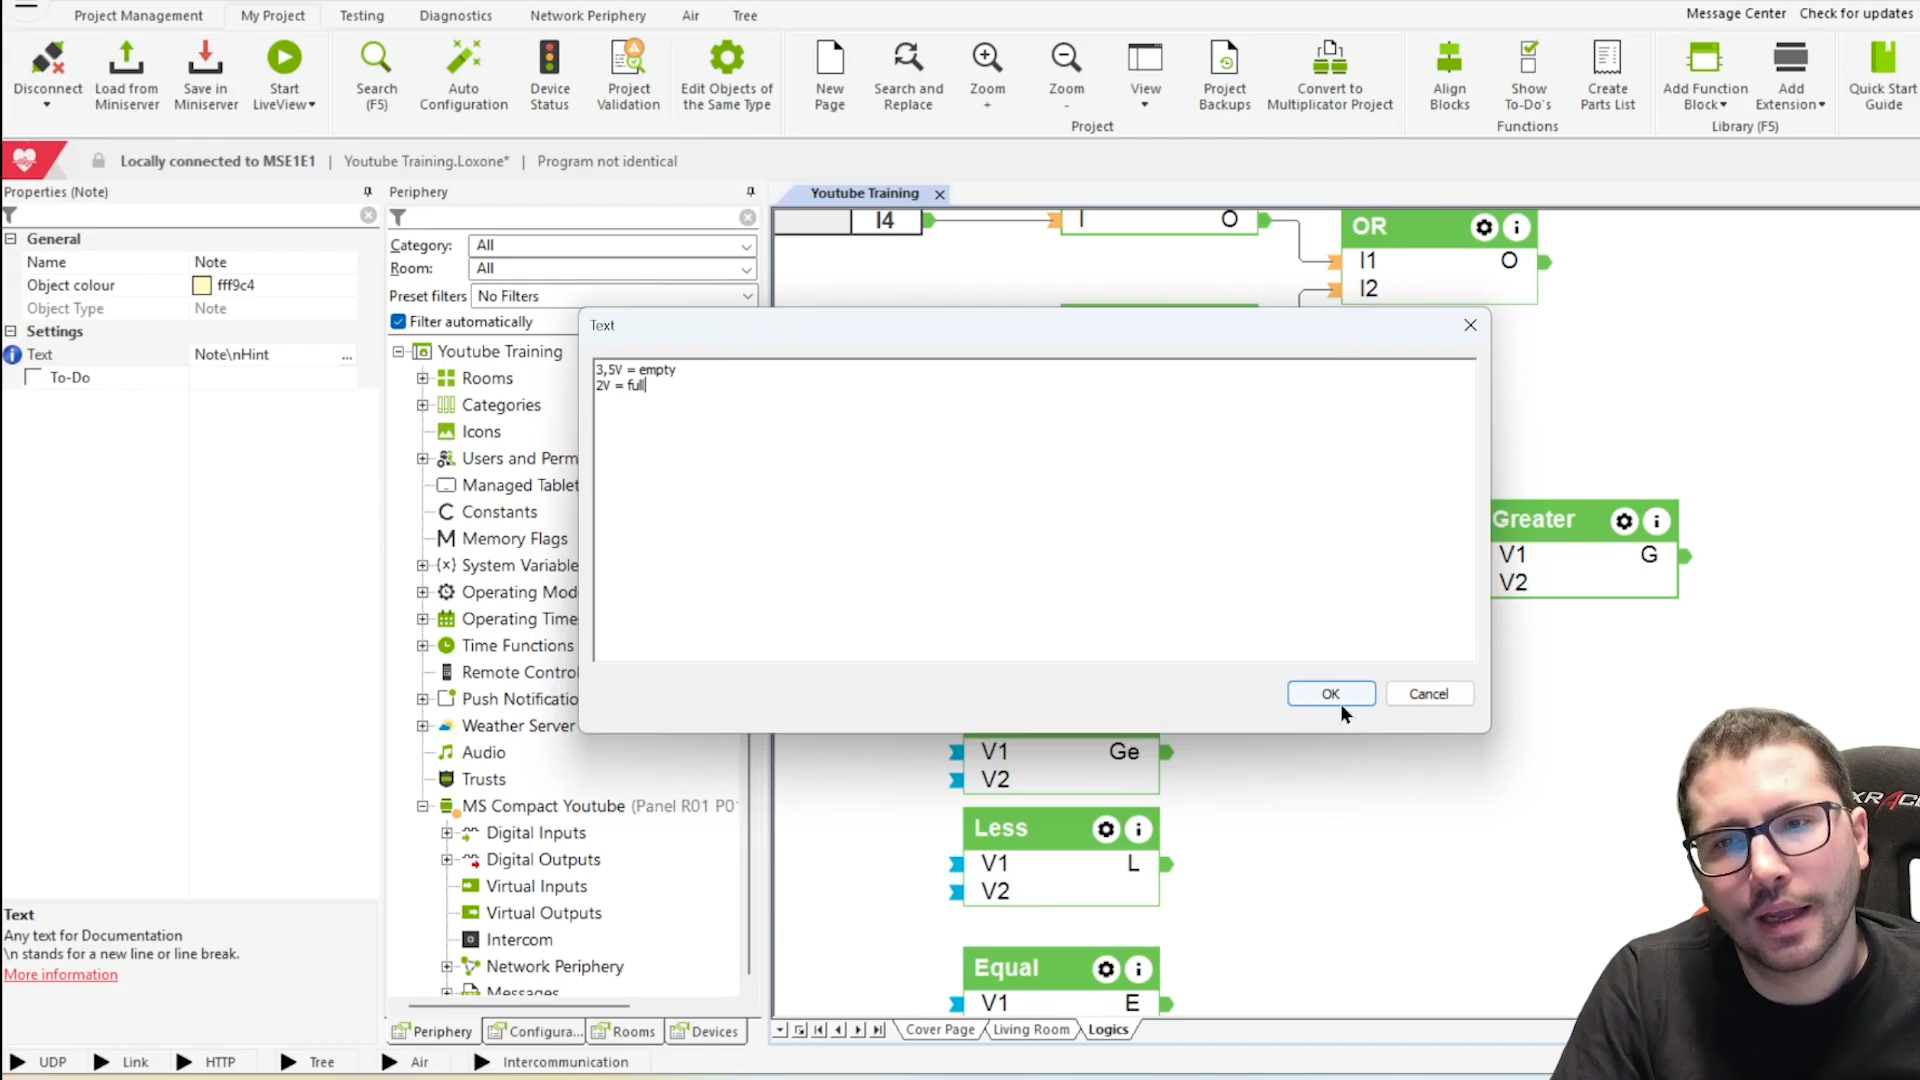 Project Management
My Project
Testing
Diagnostics
Network Periphery
Air
Tree
Message Center
Check for updates
Disconnect
Load from
Miniserver
Save in
Miniserver
Start
LiveView
Search
(F5)
Auto
Configuration
Device
Status
Project
Validation
Edit Objects of
the Same Type
New
Page
Search and
Replace
Zoom
+
Zoom
-
View
Project
Backups
Convert to
Multiplicator Project
Align
Blocks
Show
To-Do's
Create
Parts List
Add Function
Block
Add
Extension
Quick Start
Guide
Project
Functions
Library (F5)
Locally connected to MSE1E1 | Youtube Training.Loxone* | Program not identical
Properties (Note)
General
Name Note
Object colour fff9c4
Object Type Note
Settings
Text Note\nHint ...
To-Do
Text
Any text for Documentation
\n stands for a new line or line break.
More information
Periphery
Category: All
Room: All
Preset filters No Filters
Filter automatically
Youtube Training
Rooms
Categories
Icons
Users and Perm
Managed Tablet
Constants
Memory Flags
System Variable
Operating Mod
Operating Time
Time Functions
Remote Control
Push Notificatio
Weather Server
Audio
Trusts
MS Compact Youtube (Panel R01 P0
Digital Inputs
Digital Outputs
Virtual Inputs
Virtual Outputs
Intercom
Network Periphery
Messages
Periphery
Configura...
Rooms
Devices
Youtube Training
I4
I O
OR
I1 O
I2
Text
3,5V = empty
2V = full
OK
Cancel
Greater
V1 G
V2
V1 Ge
V2
Less
V1 L
V2
Equal
V1 E
Cover Page
Living Room
Logics
UDP
Link
HTTP
Tree
Air
Intercommunication